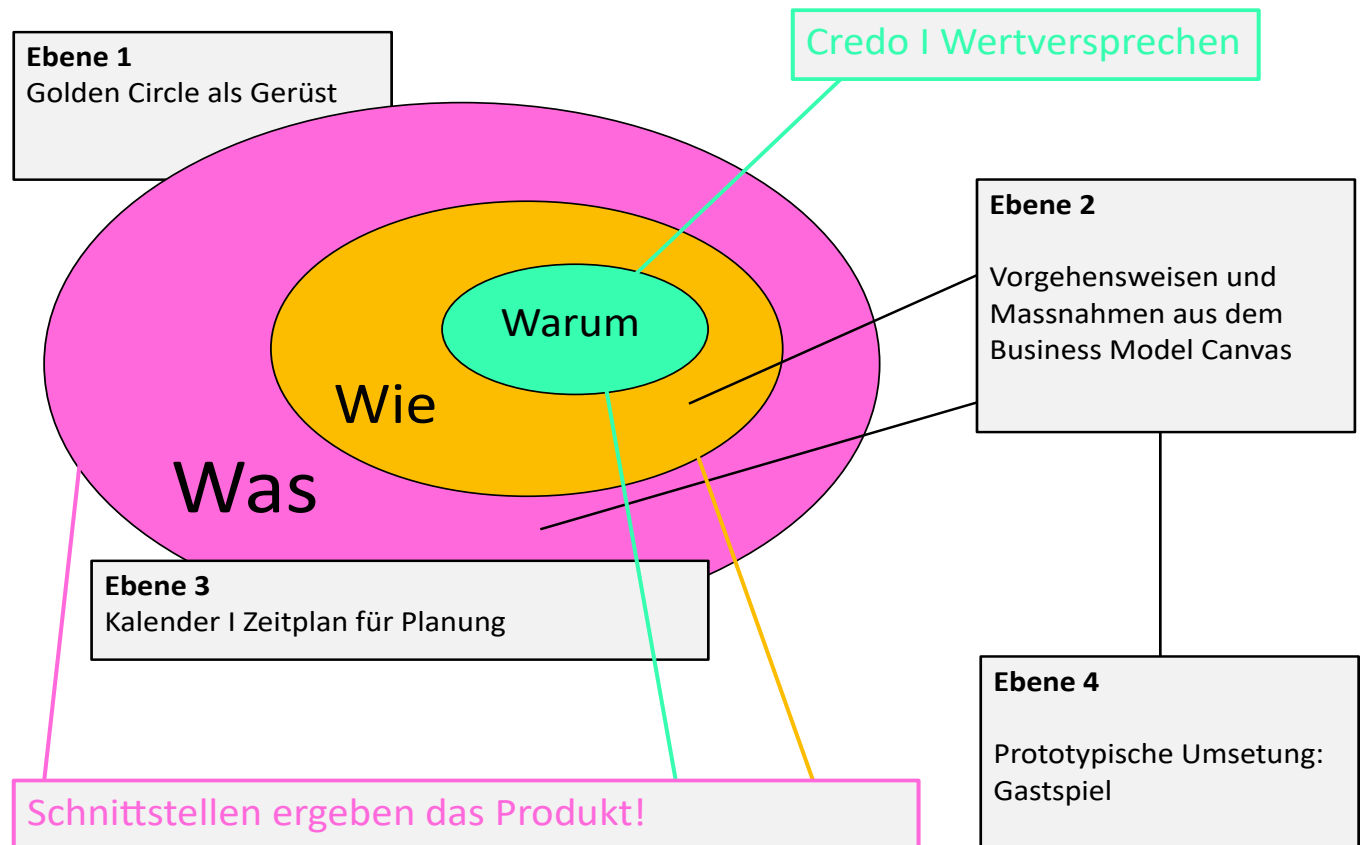 Ebene 1
Golden Circle als Gerüst
Credo I Wertversprechen
Ebene 2
Vorgehensweisen und
Massnahmen aus dem
Business Model Canvas
Warum
Wie
Was
Ebene 3
Kalender I Zeitplan für Planung
Ebene 4
Prototypische Umsetung:
Gastspiel
Schnittstellen ergeben das Produkt!